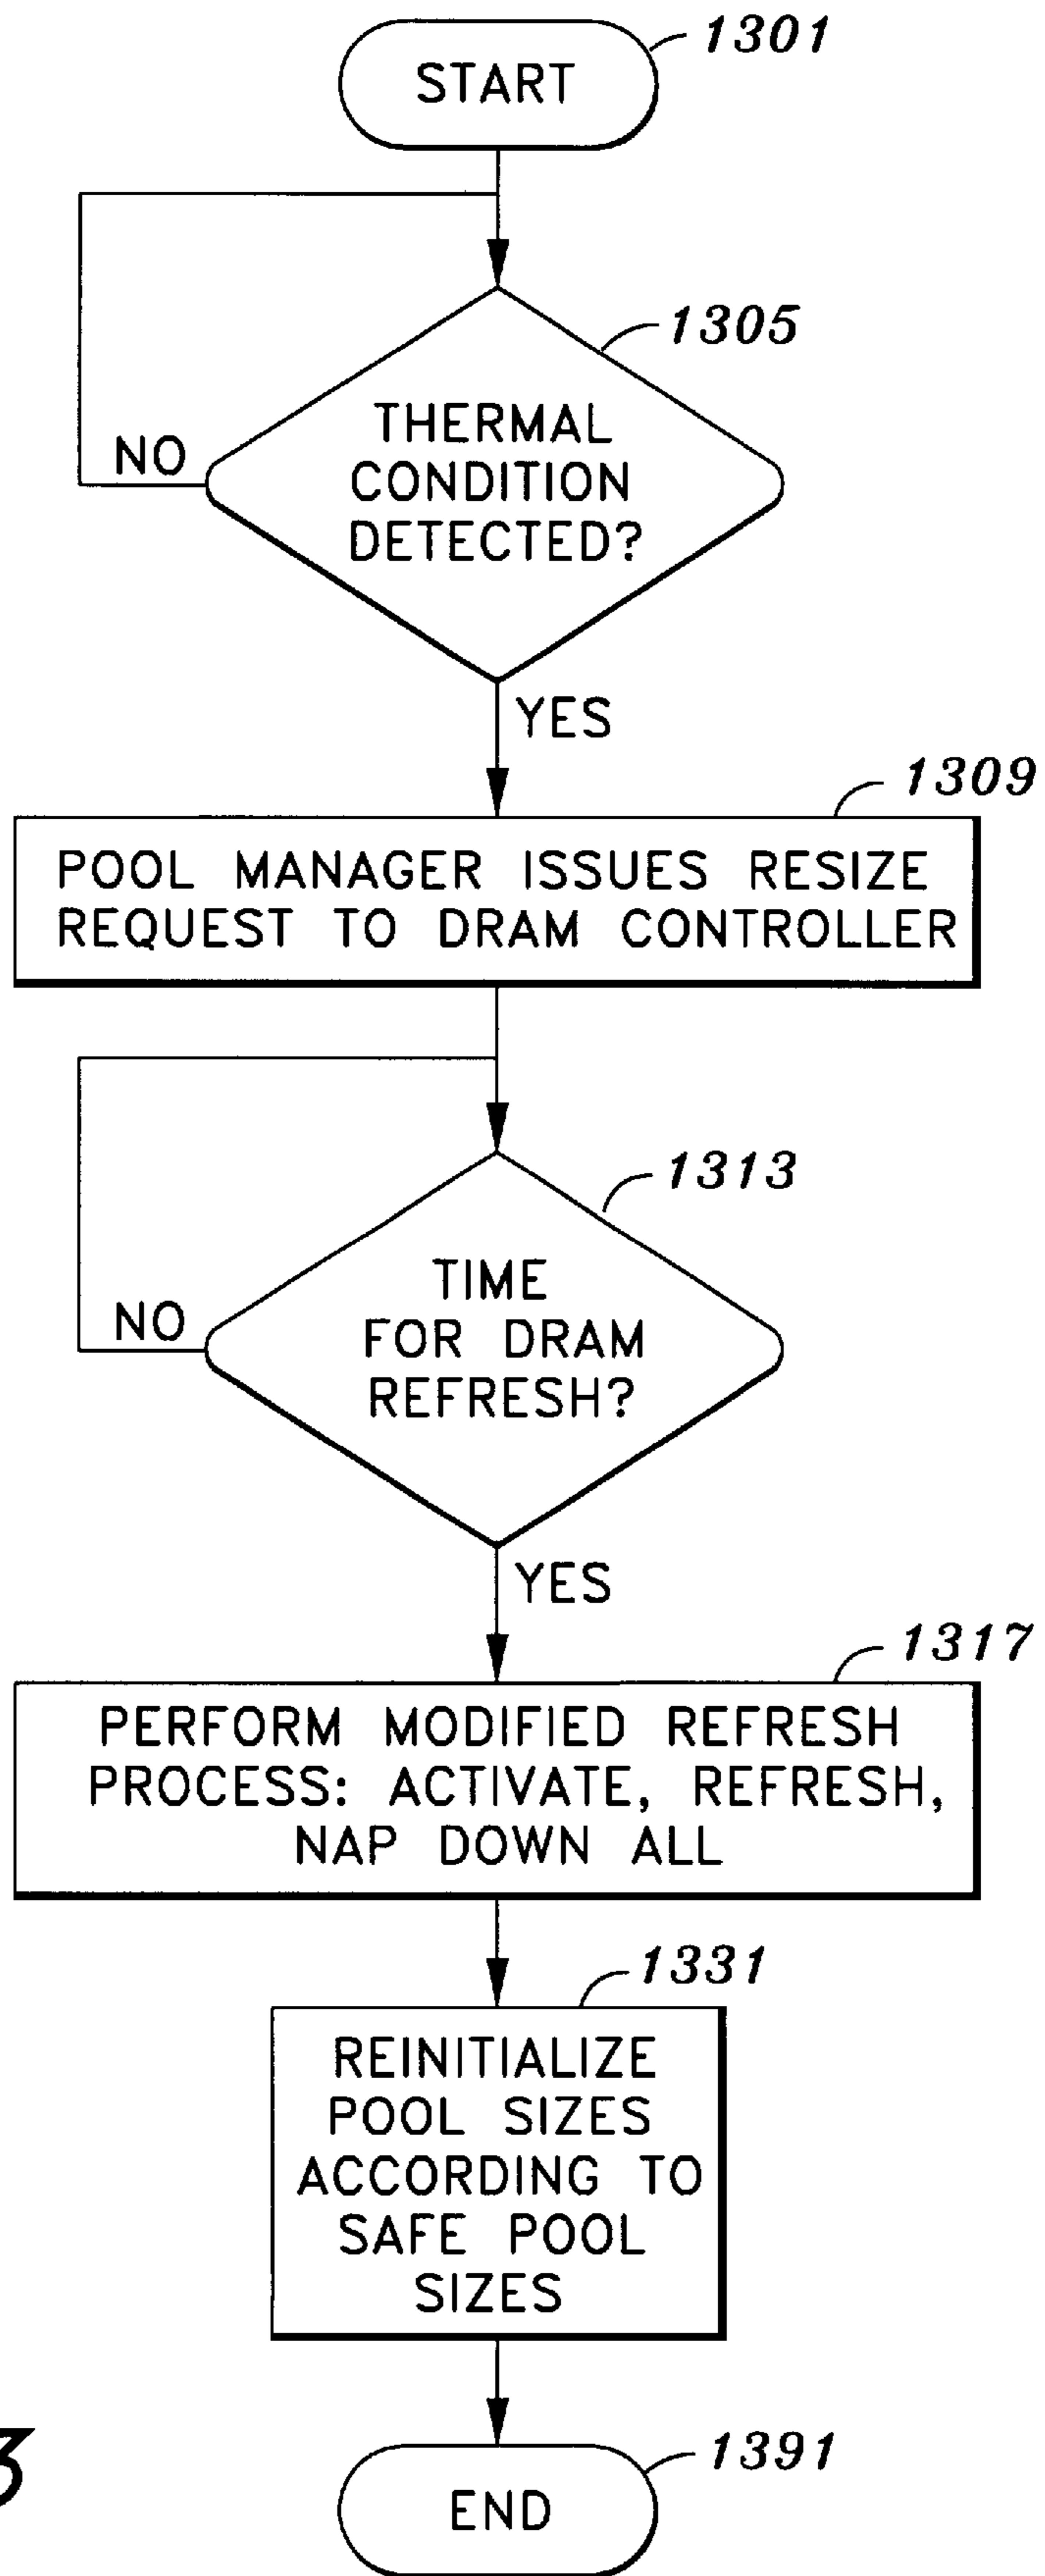 1301
START
1305
THERMAL
CONDITION
DETECTED?
NO
YES
1309
POOL MANAGER ISSUES RESIZE
REQUEST TO DRAM CONTROLLER
1313
TIME
FOR DRAM
REFRESH?
NO
YES
1317
PERFORM MODIFIED REFRESH
PROCESS: ACTIVATE, REFRESH,
NAP DOWN ALL
1331
REINITIALIZE
POOL SIZES
ACCORDING TO
SAFE POOL
SIZES
3
1391
END